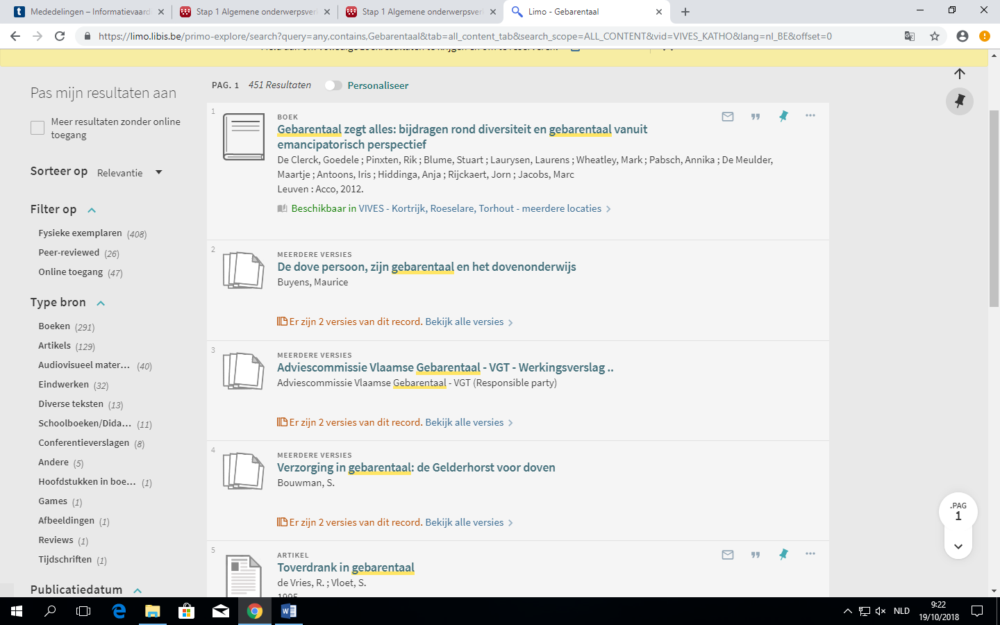 Mededelingen – Informatievaard
Stap 1 Algemene onderwerpsver
Stap 1 Algemene onderwerpsver
Limo - Gebarentaal
https://limo.libis.be/primo-explore/search?query=any,contains,Gebarentaal&tab=all_content_tab&search_scope=ALL_CONTENT&vid=VIVES_KATHO&lang=nl_BE&offset=0
Pas mijn resultaten aan
Meer resultaten zonder online
toegang
Sorteer op Relevantie
Filter op
Fysieke exemplaren (408)
Peer-reviewed (26)
Online toegang (47)
Type bron
Boeken (291)
Artikels (129)
Audiovisueel mater... (40)
Eindwerken (32)
Diverse teksten (13)
Schoolboeken/Dida... (11)
Conferentieverslagen (8)
Andere (5)
Hoofdstukken in boe... (1)
Games (1)
Afbeeldingen (1)
Reviews (1)
Tijdschriften (1)
Publicatiedatum
PAG. 1 451 Resultaten Personaliseer
1
BOEK
Gebarentaal zegt alles: bijdragen rond diversiteit en gebarentaal vanuit
emancipatorisch perspectief
De Clerck, Goedele ; Pinxten, Rik ; Blume, Stuart ; Laurysen, Laurens ; Wheatley, Mark ; Pabsch, Annika ; De Meulder,
Maartje ; Antoons, Iris ; Hiddinga, Anja ; Rijckaert, Jorn ; Jacobs, Marc
Leuven : Acco, 2012.
Beschikbaar in VIVES - Kortrijk, Roeselare, Torhout - meerdere locaties
2
MEERDERE VERSIES
De dove persoon, zijn gebarentaal en het dovenonderwijs
Buyens, Maurice
Er zijn 2 versies van dit record. Bekijk alle versies
3
MEERDERE VERSIES
Adviescommissie Vlaamse Gebarentaal - VGT - Werkingsverslag ..
Adviescommissie Vlaamse Gebarentaal - VGT (Responsible party)
Er zijn 2 versies van dit record. Bekijk alle versies
4
MEERDERE VERSIES
Verzorging in gebarentaal: de Gelderhorst voor doven
Bouwman, S.
Er zijn 2 versies van dit record. Bekijk alle versies
5
ARTIKEL
Toverdrank in gebarentaal
de Vries, R. ; Vloet, S.
1995
.PAG
1
NLD
9:22
19/10/2018